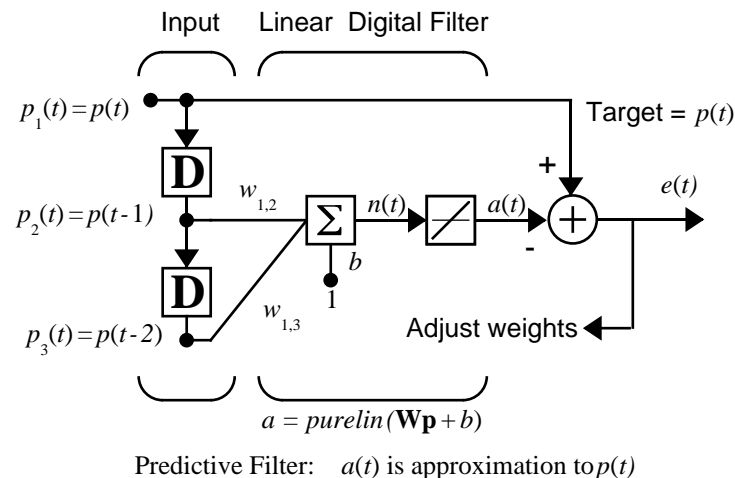 Input Linear Digital Filter
p1(t) = p(t)
Target = p(t)
D
+
e(t)
w1,2
n(t)
a(t)
p2(t) = p(t-1)
Σ
+
-
b
D
1
w1,3
p3(t) = p(t-2)
Adjust weights
a = purelin(Wp + b)
Predictive Filter: a(t) is approximation to p(t)